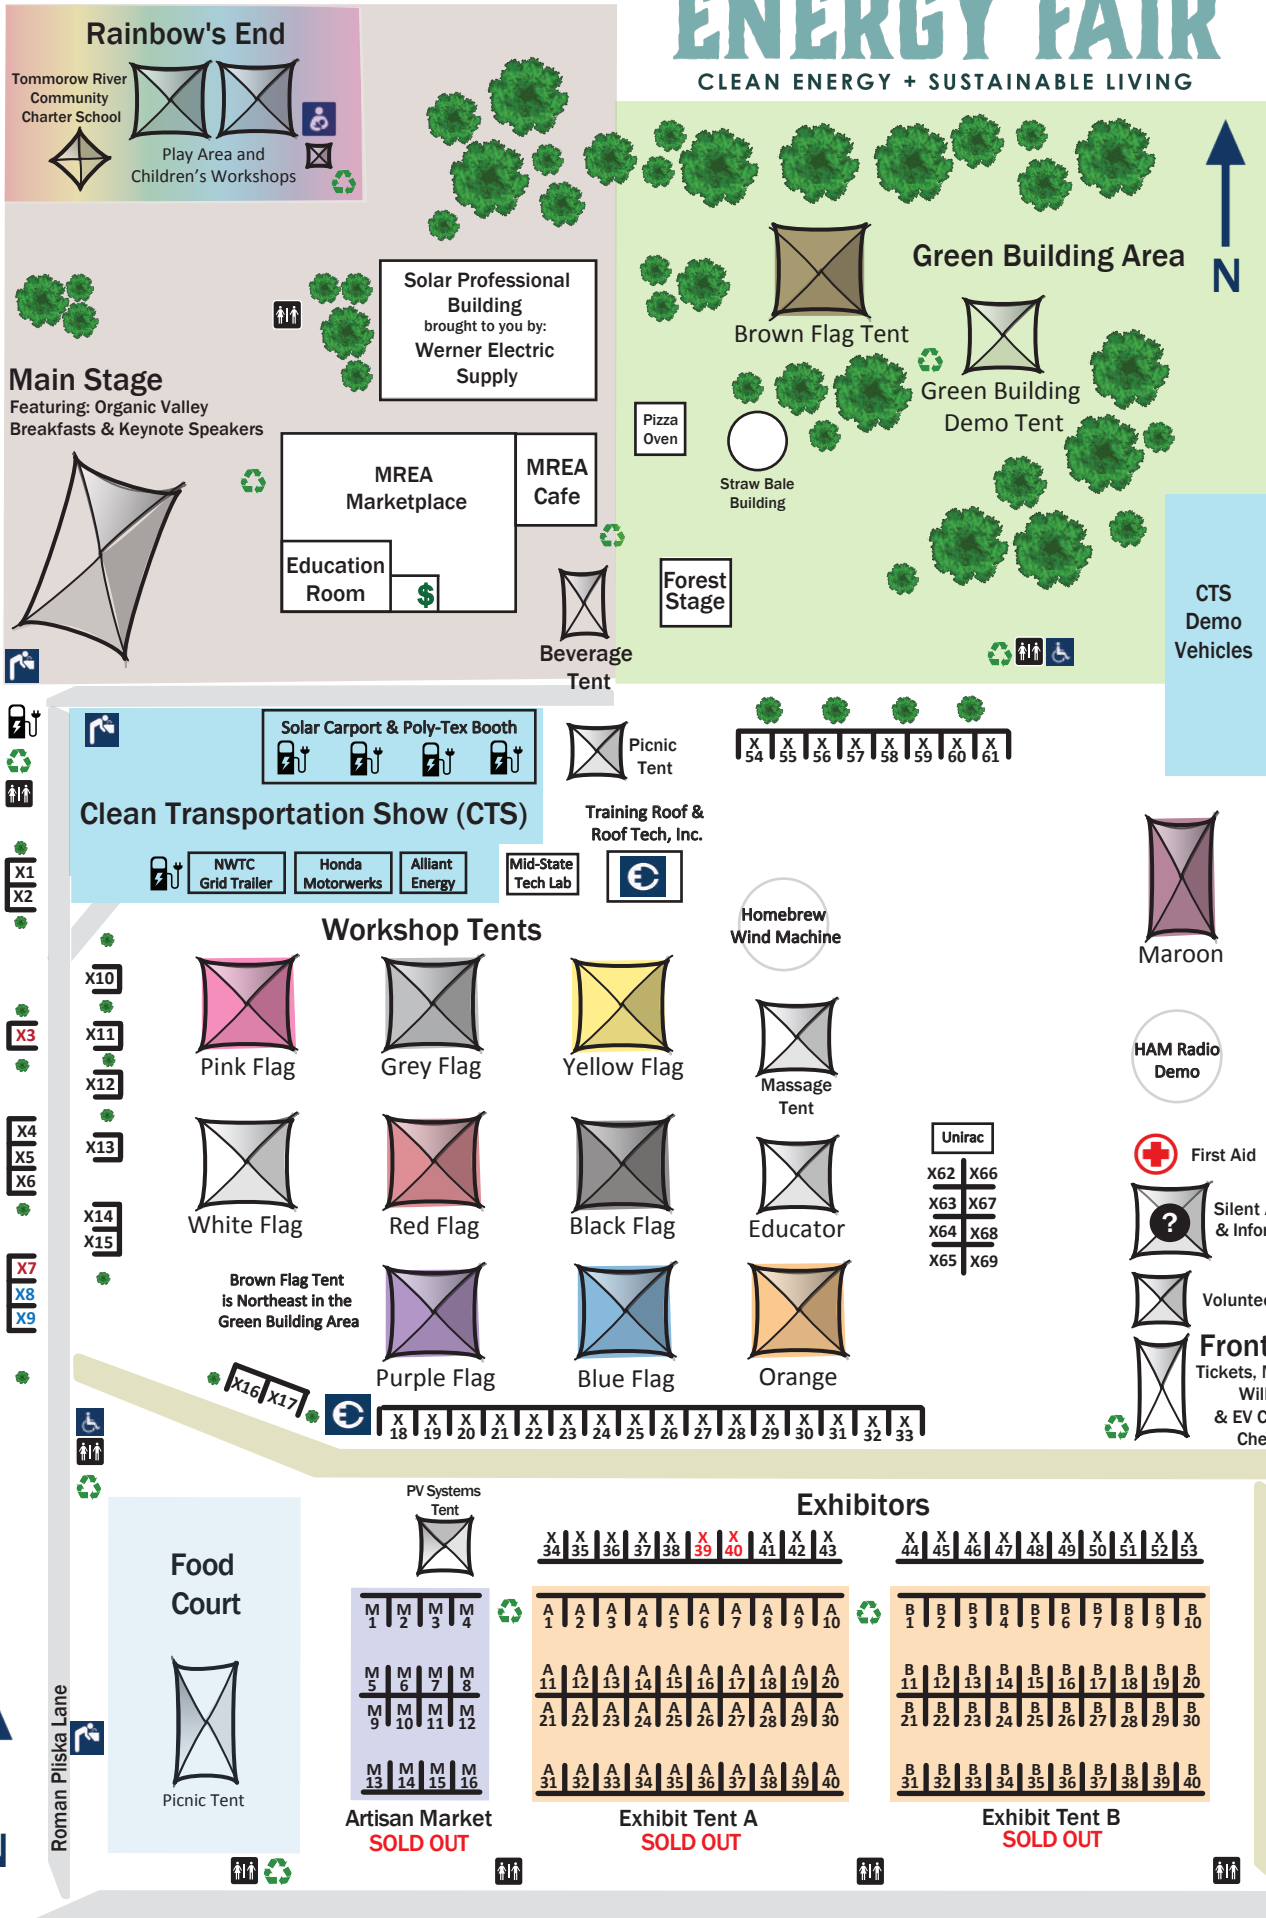 ENERGY FAIR
CLEAN ENERGY + SUSTAINABLE LIVING
Rainbow's End
Tommorow River
Community
Charter School
Play Area and
Children's Workshops
N
Green Building Area
Brown Flag Tent
Green Building
Demo Tent
Solar Professional
Building
brought to you by:
Werner Electric
Supply
Main Stage
Featuring: Organic Valley
Breakfasts & Keynote Speakers
MREA
Marketplace
MREA
Cafe
Education
Room
$
Pizza
Oven
Straw Bale
Building
Forest
Stage
Beverage
Tent
CTS
Demo
Vehicles
Solar Carport & Poly-Tex Booth
Picnic
Tent
X X X X X X X X
54 55 56 57 58 59 60 61
Clean Transportation Show (CTS)
Training Roof &
Roof Tech, Inc.
NWTC
Grid Trailer
Honda
Motorwerks
Alliant
Energy
Mid-State
Tech Lab
X1
X2
Workshop Tents
Homebrew
Wind Machine
Maroon
X10
X3
X11
X12
X4
X5
X6
X13
X14
X15
X7
X8
X9
Pink Flag
Grey Flag
Yellow Flag
Massage
Tent
HAM Radio
Demo
White Flag
Red Flag
Black Flag
Educator
Unirac
X62 X66
X63 X67
X64 X68
X65 X69
First Aid
?
Silent
& Infor
Voluntee
Front
Tickets,
Will
& EV C
Che
Brown Flag Tent
is Northeast in the
Green Building Area
Purple Flag
Blue Flag
Orange
X16 X17
X X X X X X X X X X X X X X X X
18 19 20 21 22 23 24 25 26 27 28 29 30 31 32 33
PV Systems
Tent
Exhibitors
X X X X X X X X X X
34 35 36 37 38 39 40 41 42 43
X X X X X X X X X X
44 45 46 47 48 49 50 51 52 53
Food
Court
Picnic Tent
Roman Pliska Lane
M M M M
1 2 3 4
M M M M
5 6 7 8
M M M M
9 10 11 12
M M M M
13 14 15 16
Artisan Market
SOLD OUT
A A A A A A A A A A
1 2 3 4 5 6 7 8 9 10
A A A A A A A A A A
11 12 13 14 15 16 17 18 19 20
A A A A A A A A A A
21 22 23 24 25 26 27 28 29 30
A A A A A A A A A A
31 32 33 34 35 36 37 38 39 40
Exhibit Tent A
SOLD OUT
B B B B B B B B B B
1 2 3 4 5 6 7 8 9 10
B B B B B B B B B B
11 12 13 14 15 16 17 18 19 20
B B B B B B B B B B
21 22 23 24 25 26 27 28 29 30
B B B B B B B B B B
31 32 33 34 35 36 37 38 39 40
Exhibit Tent B
SOLD OUT